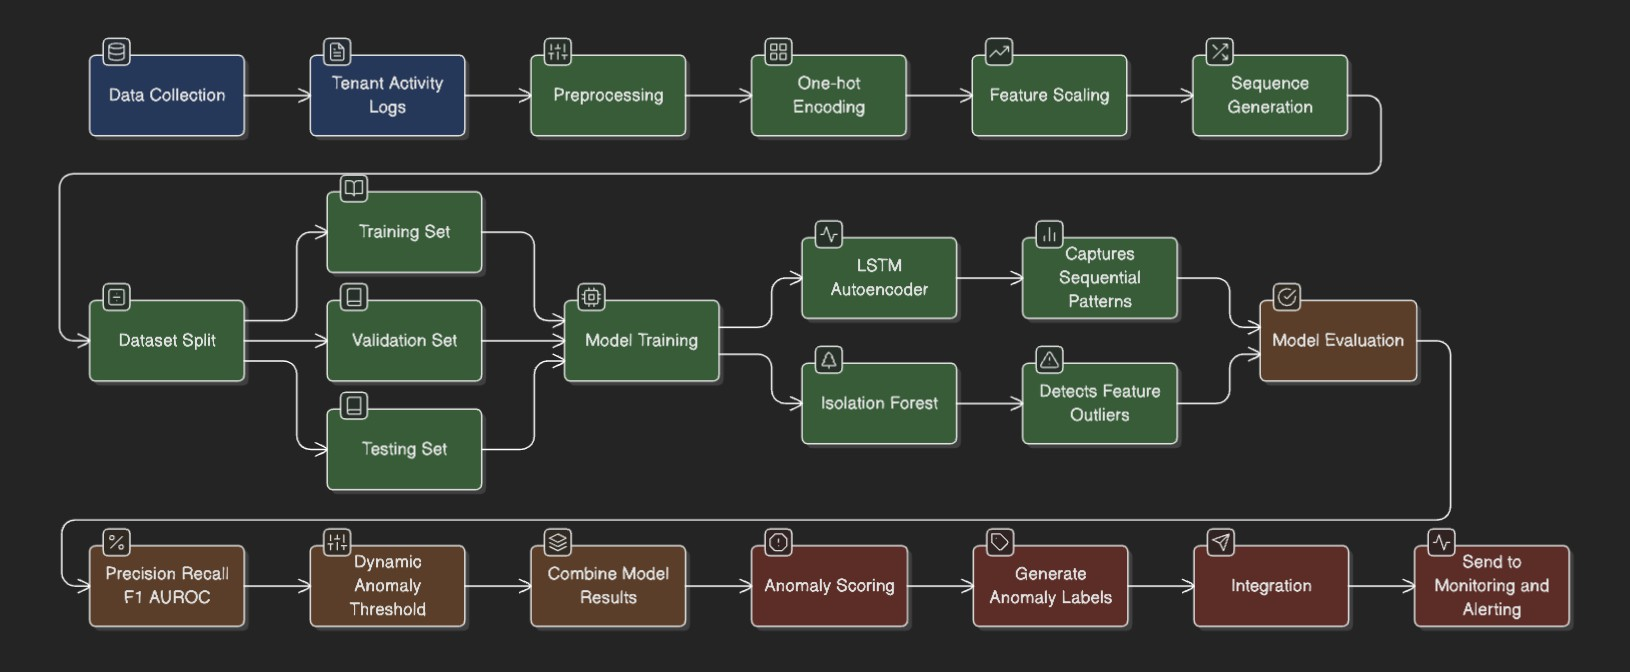 Data Collection
Tenant Activity
Logs
Preprocessing
One-hot
Encoding
Feature Scaling
Sequence
Generation
Training Set
Dataset Split
Validation Set
Testing Set
Model Training
LSTM
Autoencoder
Captures
Sequential
Patterns
Isolation Forest
Detects Feature
Outliers
Model Evaluation
Precision Recall
F1 AUROC
Dynamic
Anomaly
Threshold
Combine Model
Results
Anomaly Scoring
Generate
Anomaly Labels
Integration
Send to
Monitoring and
Alerting